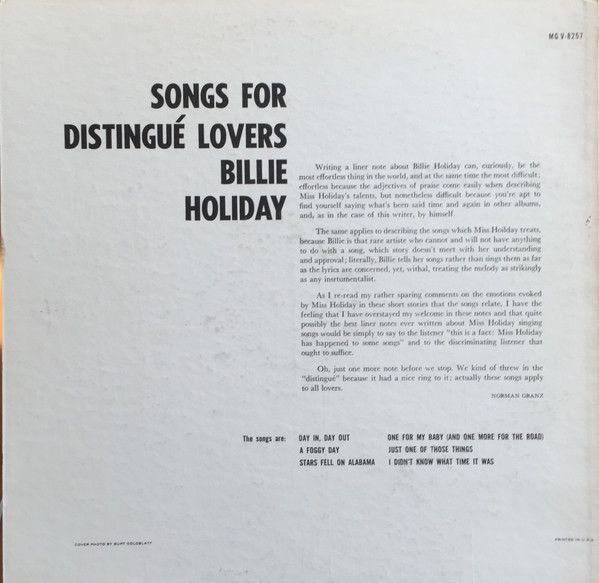 MG V-8257
SONGS FOR
DISTINGUÉ LOVERS
BILLIE
HOLIDAY
Writing a liner note about Billie Holiday can, curiously, be the
most effortless thing in the world, and at the same time the most difficult;
effortless because the adjectives of praise come easily when describing
Miss Holiday's talents, but nonetheless difficult because you're apt to
find yourself saying what's been said time and again in other albums,
and, as in the case of this writer, by himself.
The same applies to describing the songs which Miss Hoilday treats,
because Billie is that rare artiste who cannot and will not have anything
to do with a song, which story doesn't meet with her understanding
and approval; literally, Billie tells her songs rather than sings them as far
as the lyrics are concerned, yet, withal, treating the melody as strikingly
as any insrtumentalist.
As I re-read my rather sparing comments on the emotions evoked
by Miss Holiday in these short stories that the songs relate, I have the
feeling that I have overstayed my welcome in these notes and that quite
possibly the best liner notes ever written about Miss Holiday singing
songs would be simply to say to the listener "this is a fact: Miss Holiday
has happened to some songs" and to the discriminating listener that
ought to suffice.
Oh, just one more note before we stop. We kind of threw in the
"distingué" because it had a nice ring to it; actually these songs apply
to all lovers.
NORMAN GRANZ
The songs are: DAY IN, DAY OUT ONE FOR MY BABY (AND ONE MORE FOR THE ROAD)
A FOGGY DAY JUST ONE OF THOSE THINGS
STARS FELL ON ALABAMA I DIDN'T KNOW WHAT TIME IT WAS
COVER PHOTO BY BURT GOLDBLATT
PRINTED IN U.S.A.